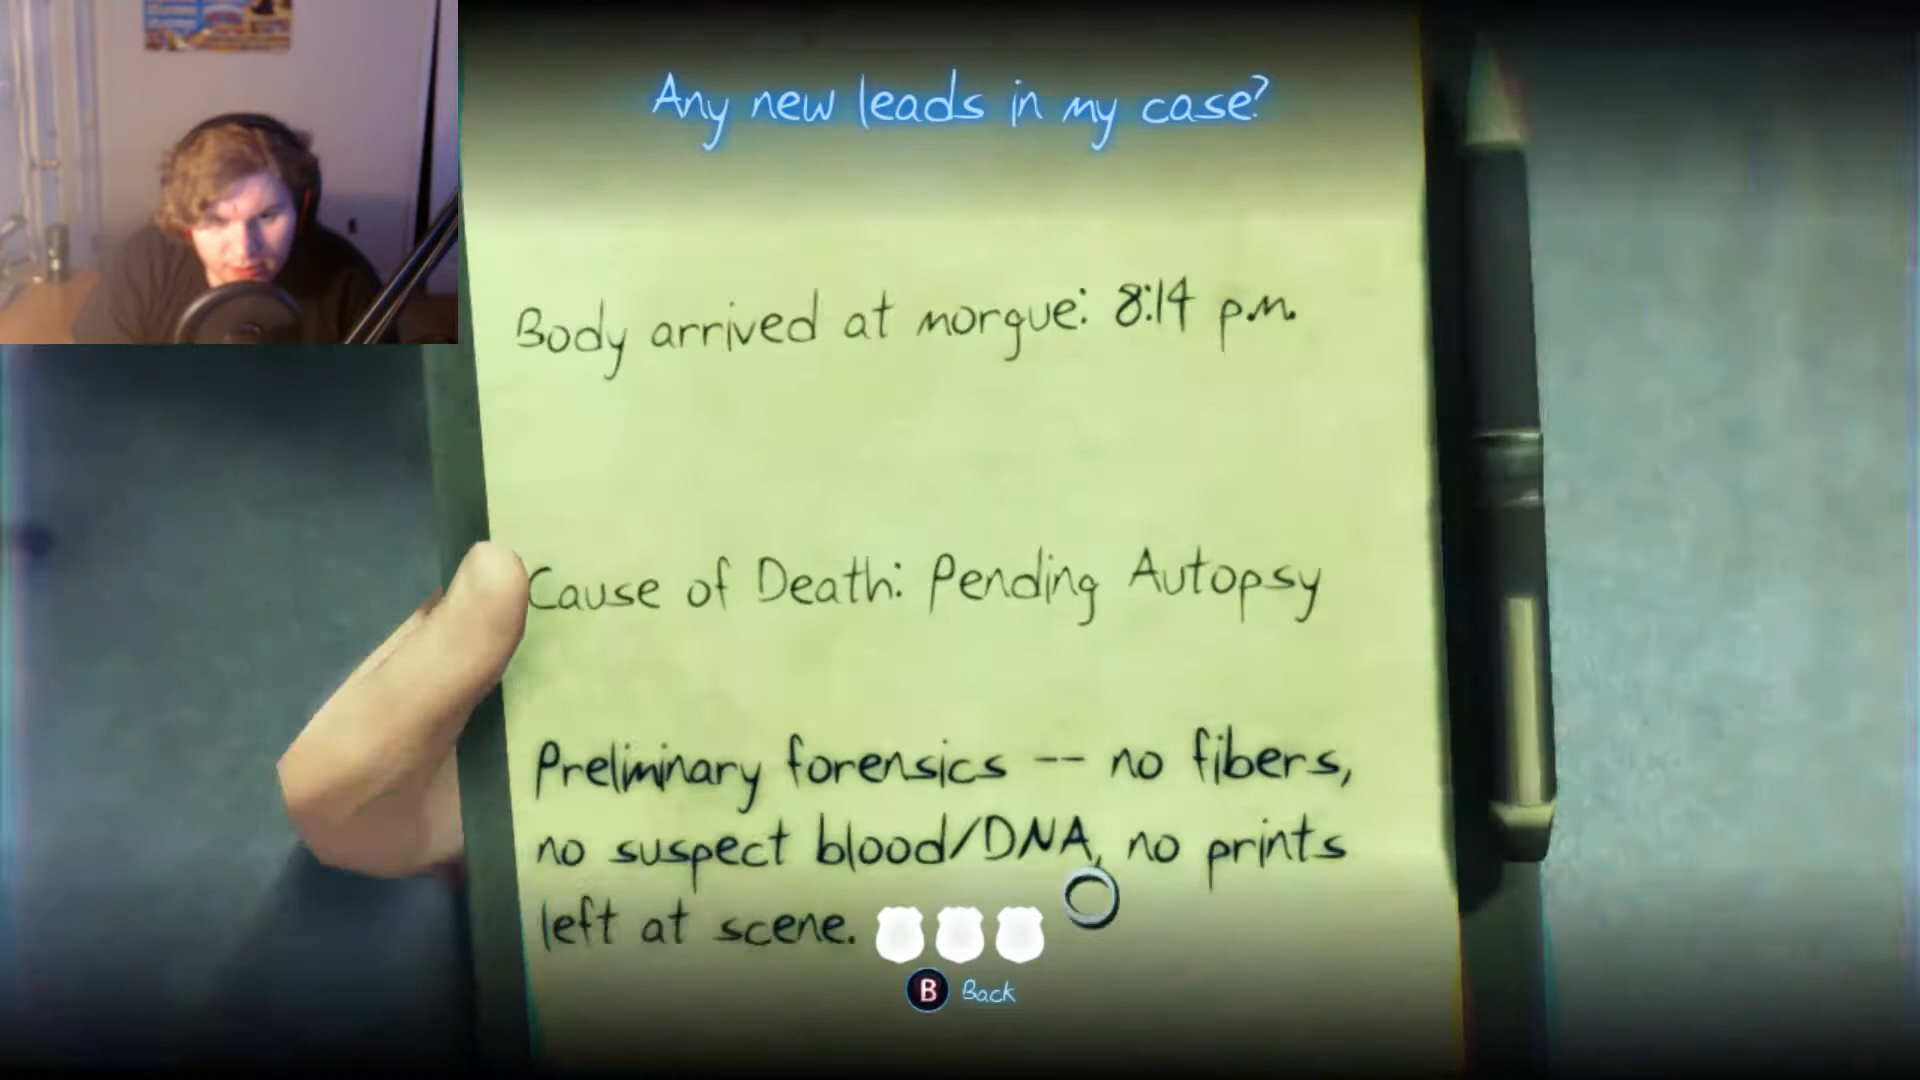 Any new leads in my case?
Body arrived at morgue: 8:14 p.m.
Cause of Death: Pending Autopsy
Preliminary forensics -- no fibers,
no suspect blood/DNA, no prints
left at scene.
B Back